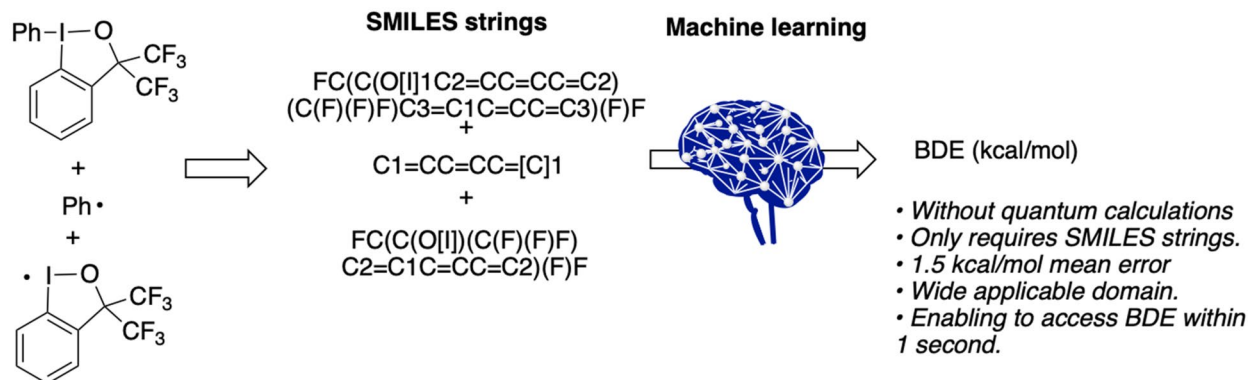 Ph I O
CF3
CF3
+
Ph •
+
• I O
CF3
CF3
SMILES strings
FC(C(O[I]1C2=CC=CC=C2)
(C(F)(F)F)C3=C1C=CC=C3)(F)F
+
C1=CC=CC=[C]1
+
FC(C(O[I])(C(F)(F)F)
C2=C1C=CC=C2)(F)F
Machine learning
BDE (kcal/mol)
• Without quantum calculations
• Only requires SMILES strings.
• 1.5 kcal/mol mean error
• Wide applicable domain.
• Enabling to access BDE within
1 second.